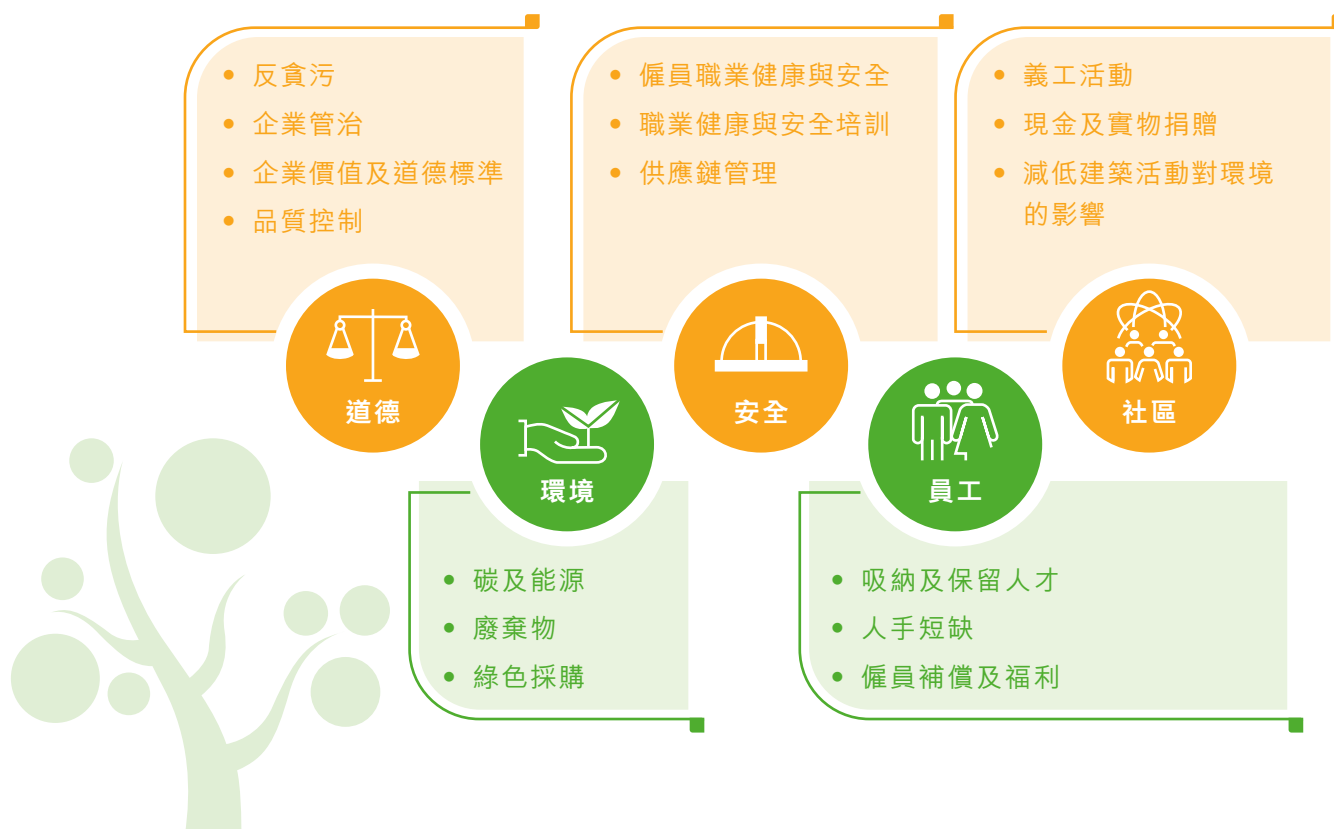 反貪污
企業管治
企業價值及道德標準
品質控制
道德
僱員職業健康與安全
職業健康與安全培訓
供應鏈管理
安全
義工活動
現金及實物捐贈
減低建築活動對環境
的影響
社區
環境
碳及能源
廢棄物
綠色採購
員工
吸納及保留人才
人手短缺
僱員補償及福利